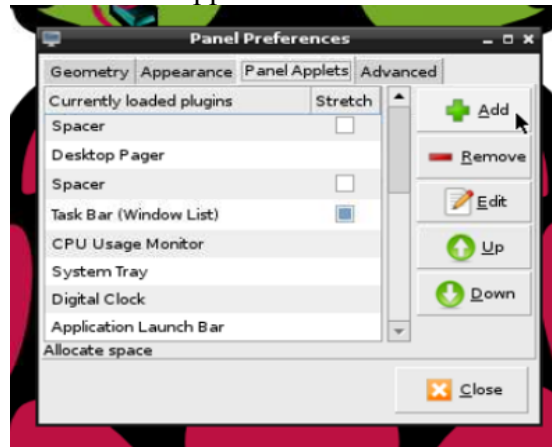 Panel Preferences
Geometry Appearance Panel Applets Advanced
Currently loaded plugins Stretch
Spacer
Desktop Pager
Spacer
Task Bar (Window List)
CPU Usage Monitor
System Tray
Digital Clock
Application Launch Bar
Allocate space
Add
Remove
Edit
Up
Down
Close